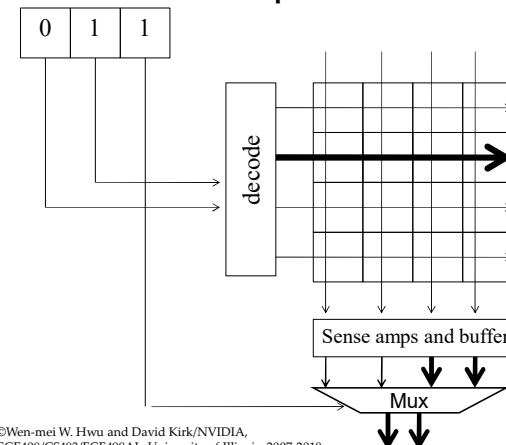 0 1 1
decode
Sense amps and buffer
Mux
©Wen-mei W. Hwu and David Kirk/NVIDIA,